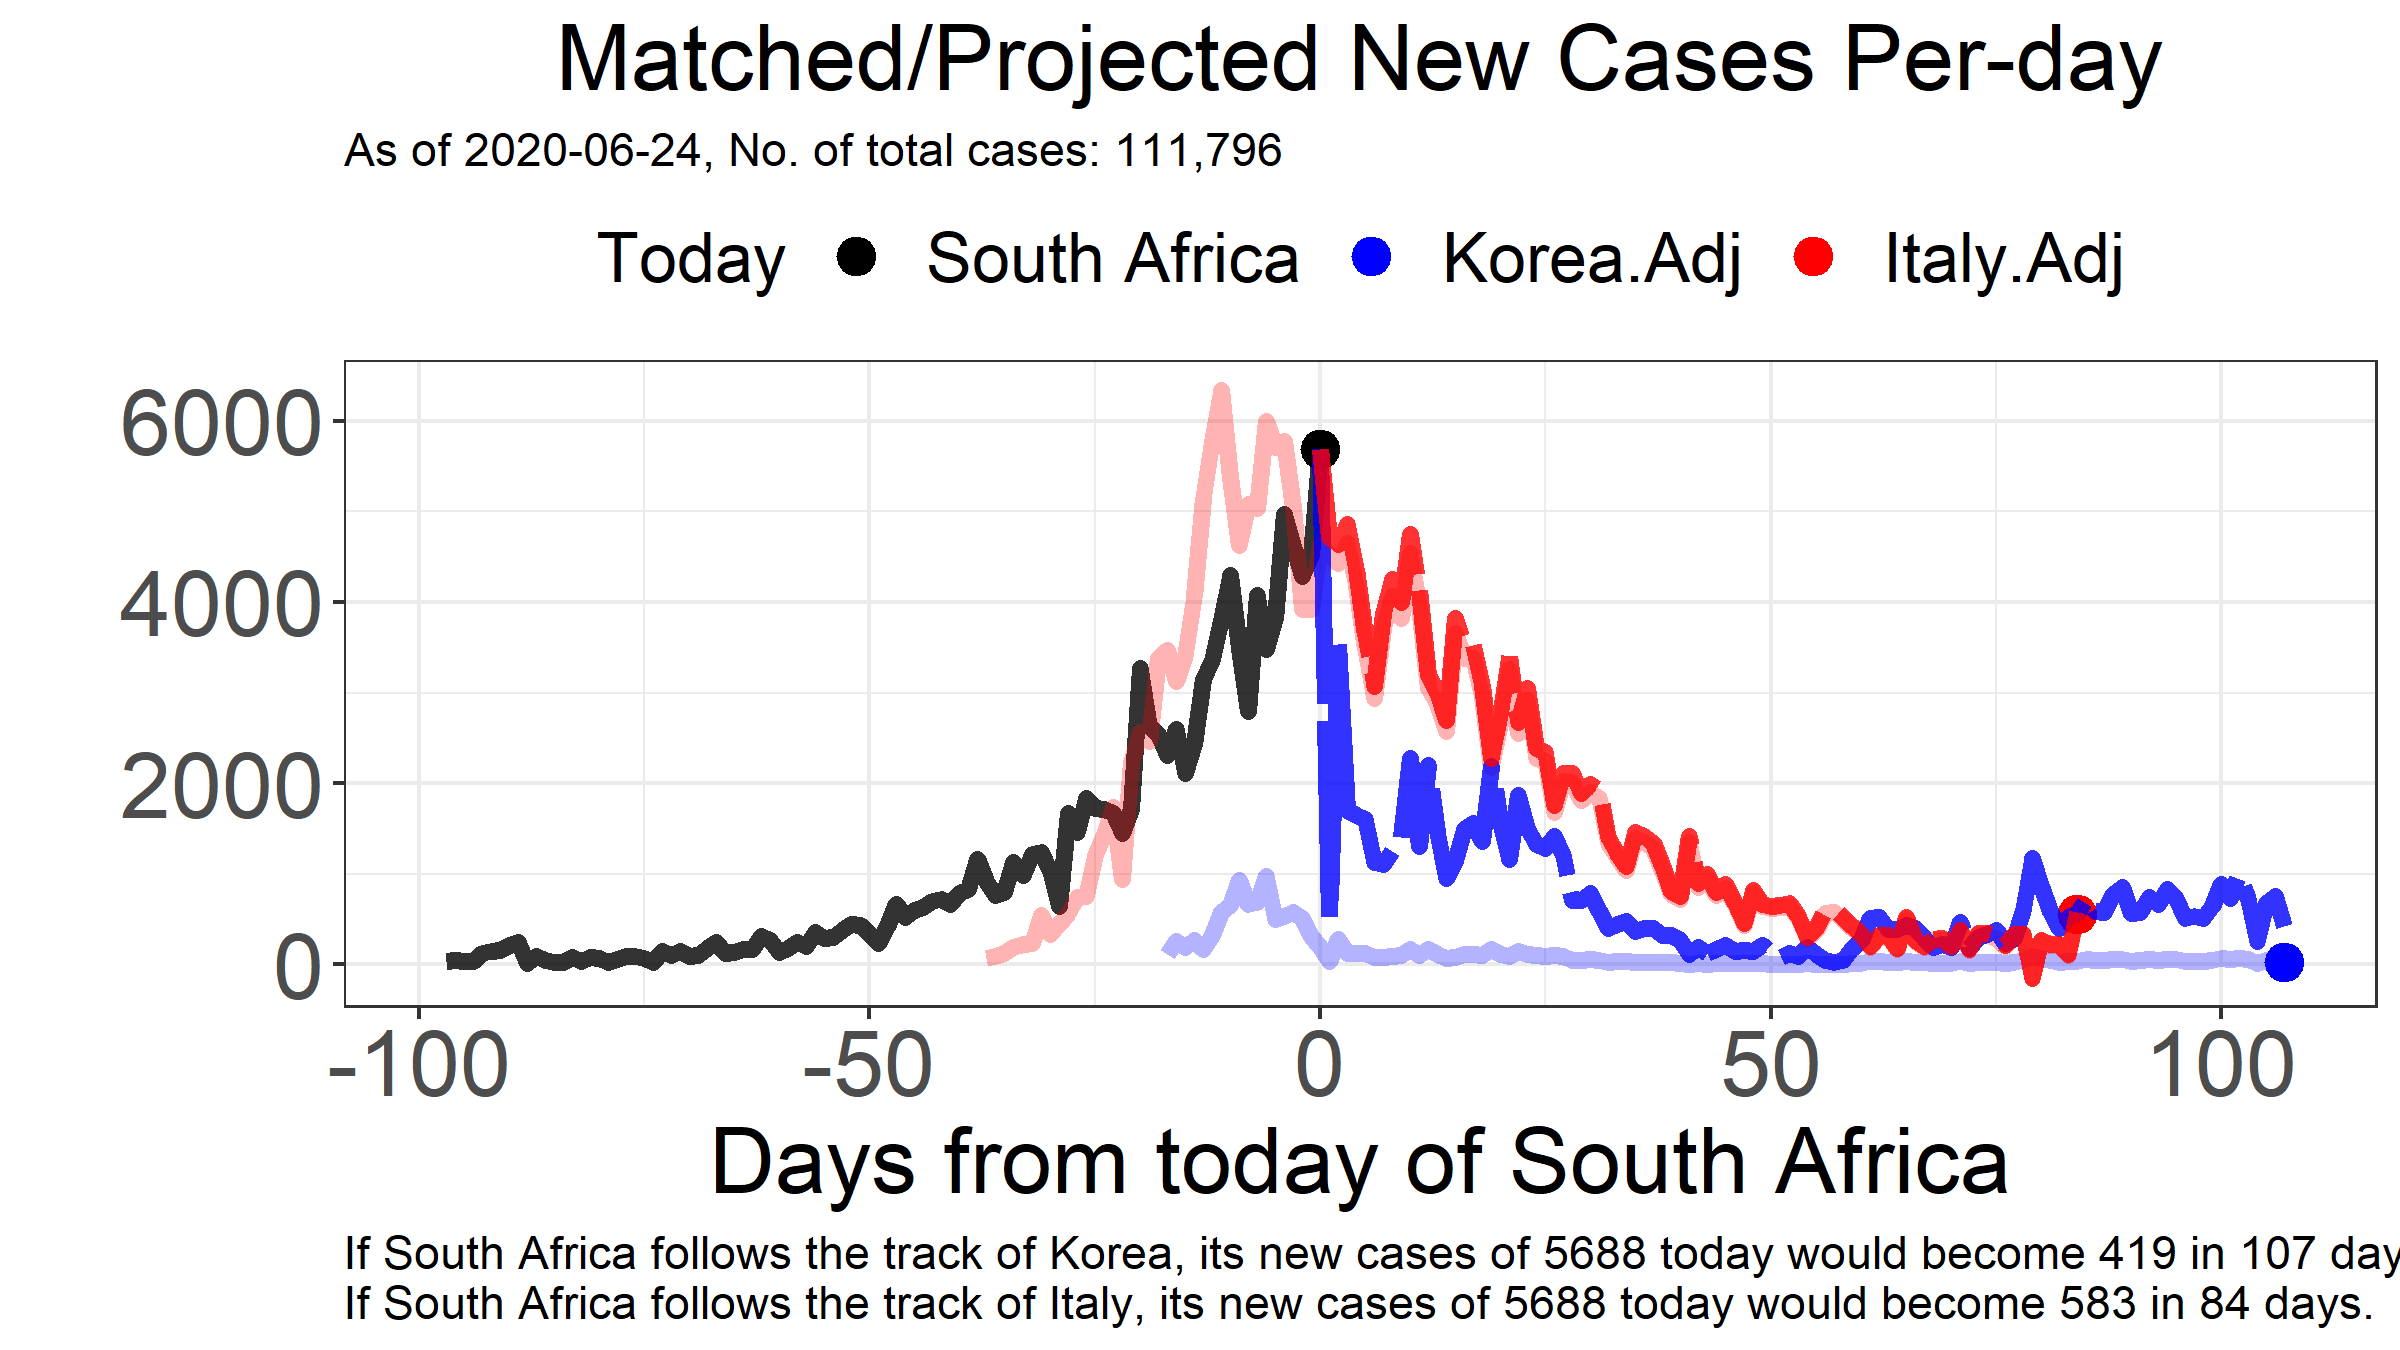 Matched/Projected New Cases Per-day
As of 2020-06-24, No. of total cases: 111,796
Today South Africa Korea.Adj Italy.Adj
6000
4000
2000
0
-100 -50 0 50 100
Days from today of South Africa
If South Africa follows the track of Korea, its new cases of 5688 today would become 419 in 107 day
If South Africa follows the track of Italy, its new cases of 5688 today would become 583 in 84 days.